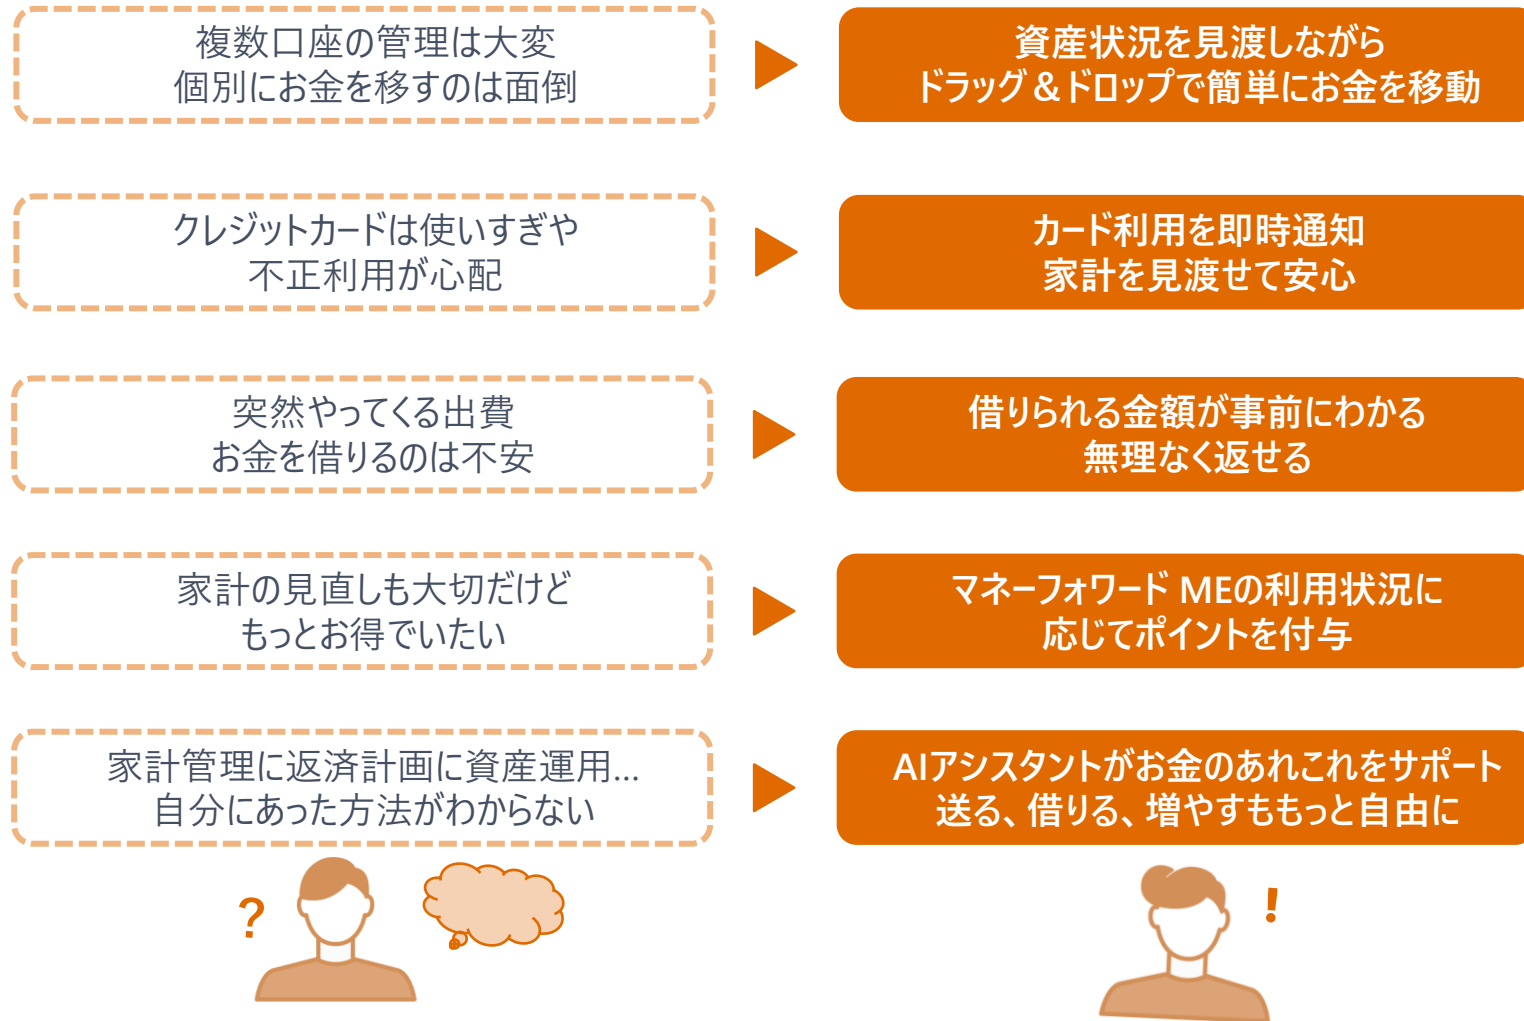 複数口座の管理は大変
個別にお金を移すのは面倒
資産状況を見渡しながら
ドラッグ＆ドロップで簡単にお金を移動
クレジットカードは使いすぎや
不正利用が心配
カード利用を即時通知
家計を見渡せて安心
突然やってくる出費
お金を借りるのは不安
借りられる金額が事前にわかる
無理なく返せる
家計の見直しも大切だけど
もっとお得でいたい
マネーフォワード MEの利用状況に
応じてポイントを付与
家計管理に返済計画に資産運用...
自分にあった方法がわからない
AIアシスタントがお金のあれこれをサポート
送る、借りる、増やすももっと自由に
?
!